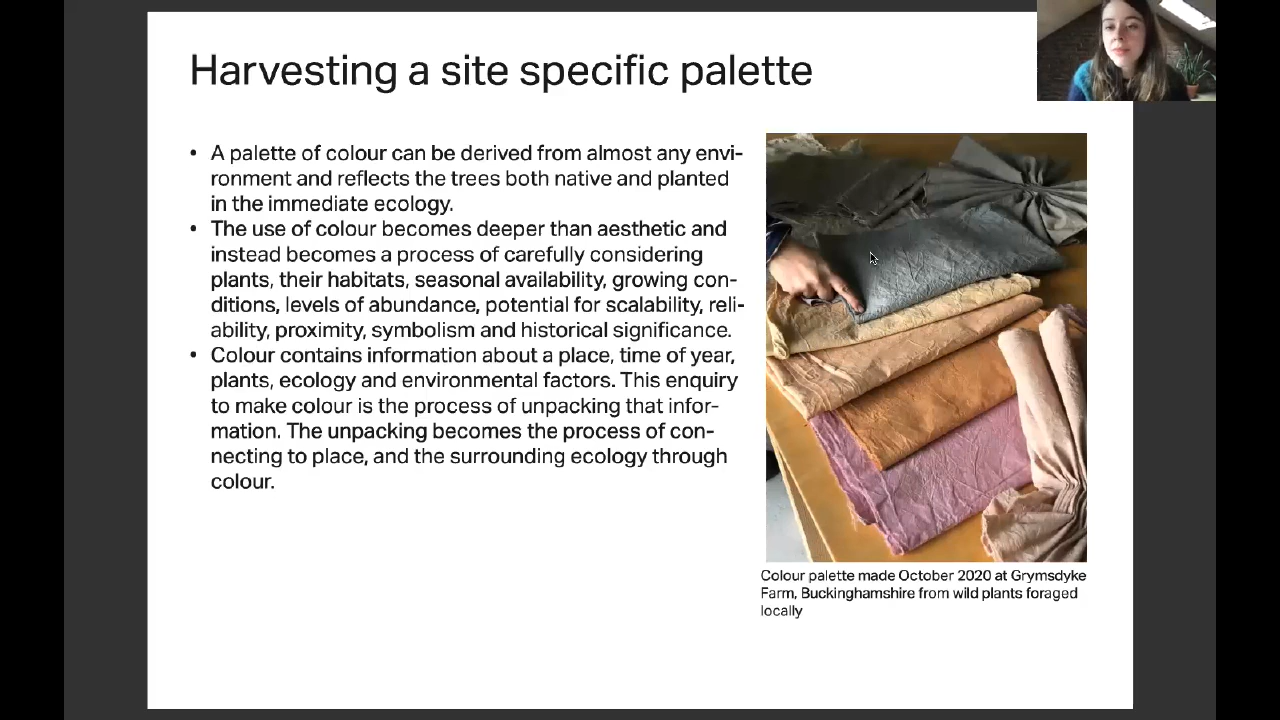 Harvesting a site specific palette
• A palette of colour can be derived from almost any envi-
ronment and reflects the trees both native and planted
in the immediate ecology.
• The use of colour becomes deeper than aesthetic and
instead becomes a process of carefully considering
plants, their habitats, seasonal availability, growing con-
ditions, levels of abundance, potential for scalability, reli-
ability, proximity, symbolism and historical significance.
• Colour contains information about a place, time of year,
plants, ecology and environmental factors. This enquiry
to make colour is the process of unpacking that infor-
mation. The unpacking becomes the process of con-
necting to place, and the surrounding ecology through
colour.
Colour palette made October 2020 at Grymsdyke
Farm, Buckinghamshire from wild plants foraged
locally